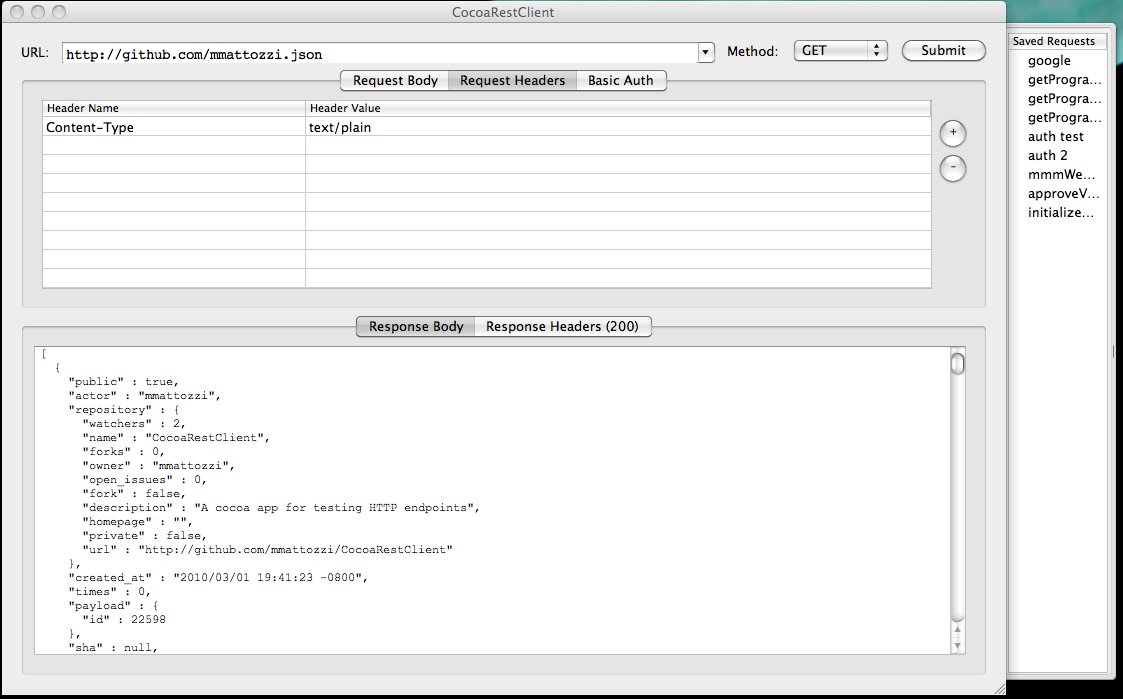 CocoaRestClient
URL: http://github.com/mmattozzi.json Method: GET Submit
Request Body Request Headers Basic Auth
Header Name Header Value
Content-Type text/plain
+
-
Response Body Response Headers (200)
[
{
"public" : true,
"actor" : "mmattozzi",
"repository" : {
"watchers" : 2,
"name" : "CocoaRestClient",
"forks" : 0,
"owner" : "mmattozzi",
"open_issues" : 0,
"fork" : false,
"description" : "A cocoa app for testing HTTP endpoints",
"homepage" : "",
"private" : false,
"url" : "http://github.com/mmattozzi/CocoaRestClient"
},
"created_at" : "2010/03/01 19:41:23 -0800",
"times" : 0,
"payload" : {
"id" : 22598
},
"sha" : null,
Saved Requests
google
getProgra...
getProgra...
getProgra...
auth test
auth 2
mmmWe...
approveV...
initialize...